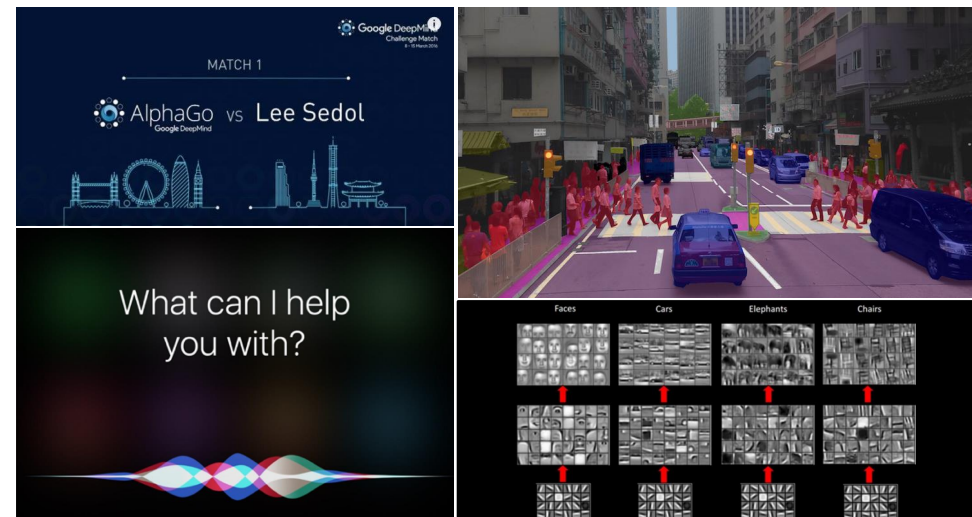 Google DeepMind
Challenge Match
8 - 15 March 2016
MATCH 1
AlphaGo vs Lee Sedol
Google DeepMind
What can I help
you with?
Faces
Cars
Elephants
Chairs